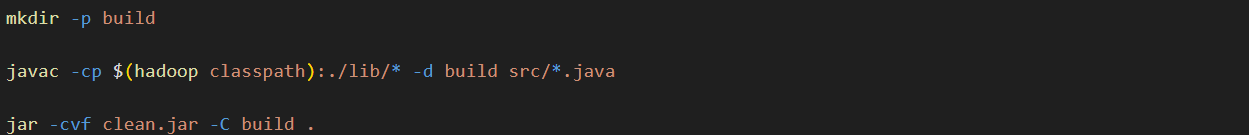 mkdir -p build
javac -cp $(hadoop classpath):./lib/* -d build src/*.java
jar -cvf clean.jar -C build .